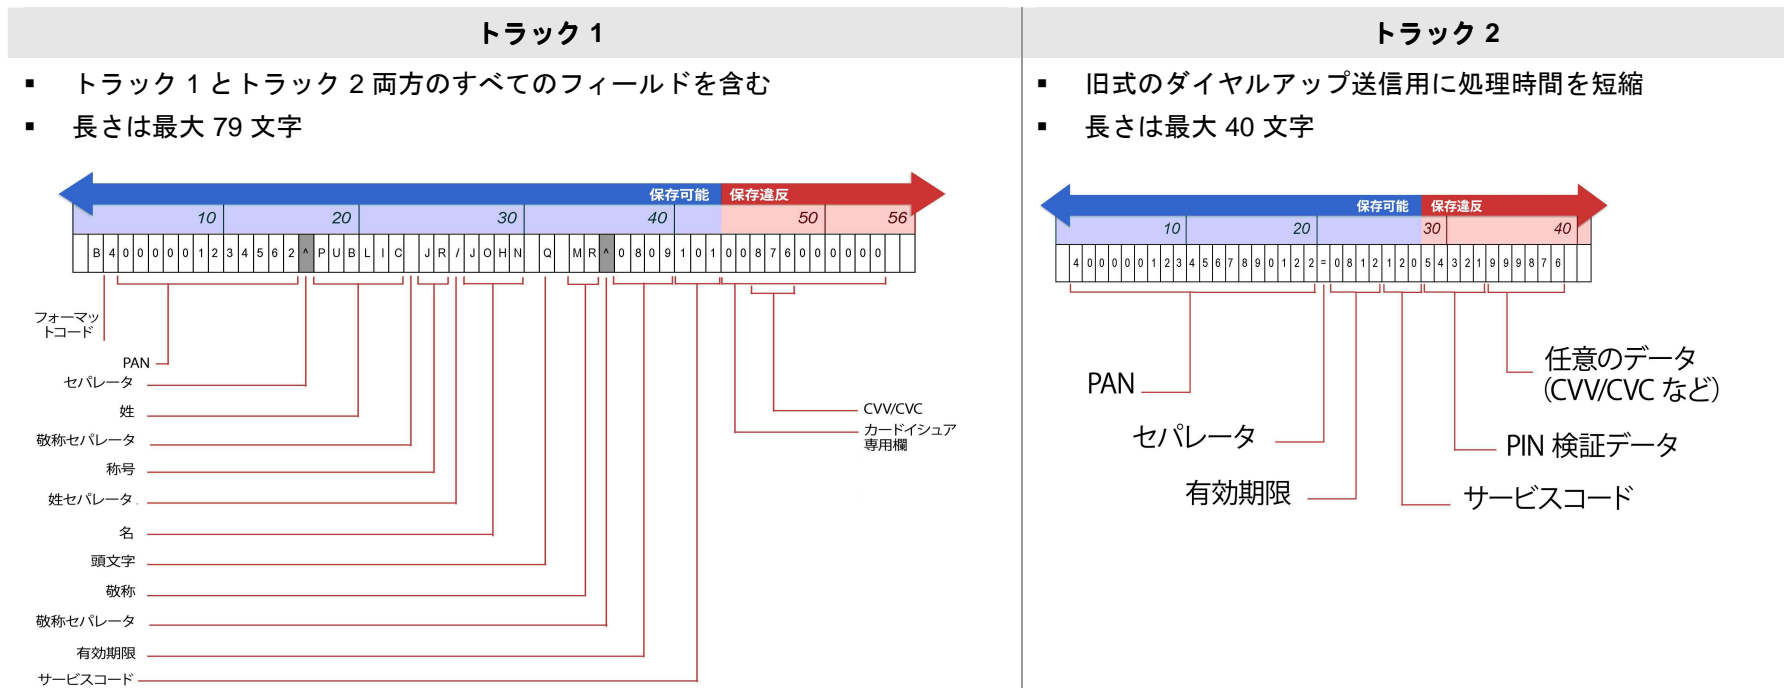 トラック 1
▪ トラック 1 とトラック 2 両方のすべてのフィールドを含む
▪ 長さは最大 79 文字
保存可能 保存違反
10 20 30 40 50 56
B 4 0 0 0 0 0 1 2 3 4 5 6 2 ^ P U B L I C J R / J O H N Q M R ^ 0 8 0 9 1 0 1 0 0 8 7 6 0 0 0 0 0 0
フォーマッ
トコード
PAN
セパレータ
姓
敬称セパレータ
称号
姓セパレータ
名
頭文字
敬称
敬称セパレータ
有効期限
サービスコード
CVV/CVC
カードイシュア
専用欄
トラック 2
▪ 旧式のダイヤルアップ送信用に処理時間を短縮
▪ 長さは最大 40 文字
保存可能 保存違反
10 20 30 40
4 0 0 0 0 0 1 2 3 4 5 6 7 8 9 0 1 2 2 = 0 8 1 2 1 2 0 5 4 3 2 1 9 9 9 8 7 6
PAN
セパレータ
有効期限
任意のデータ
(CVV/CVC など)
PIN 検証データ
サービスコード